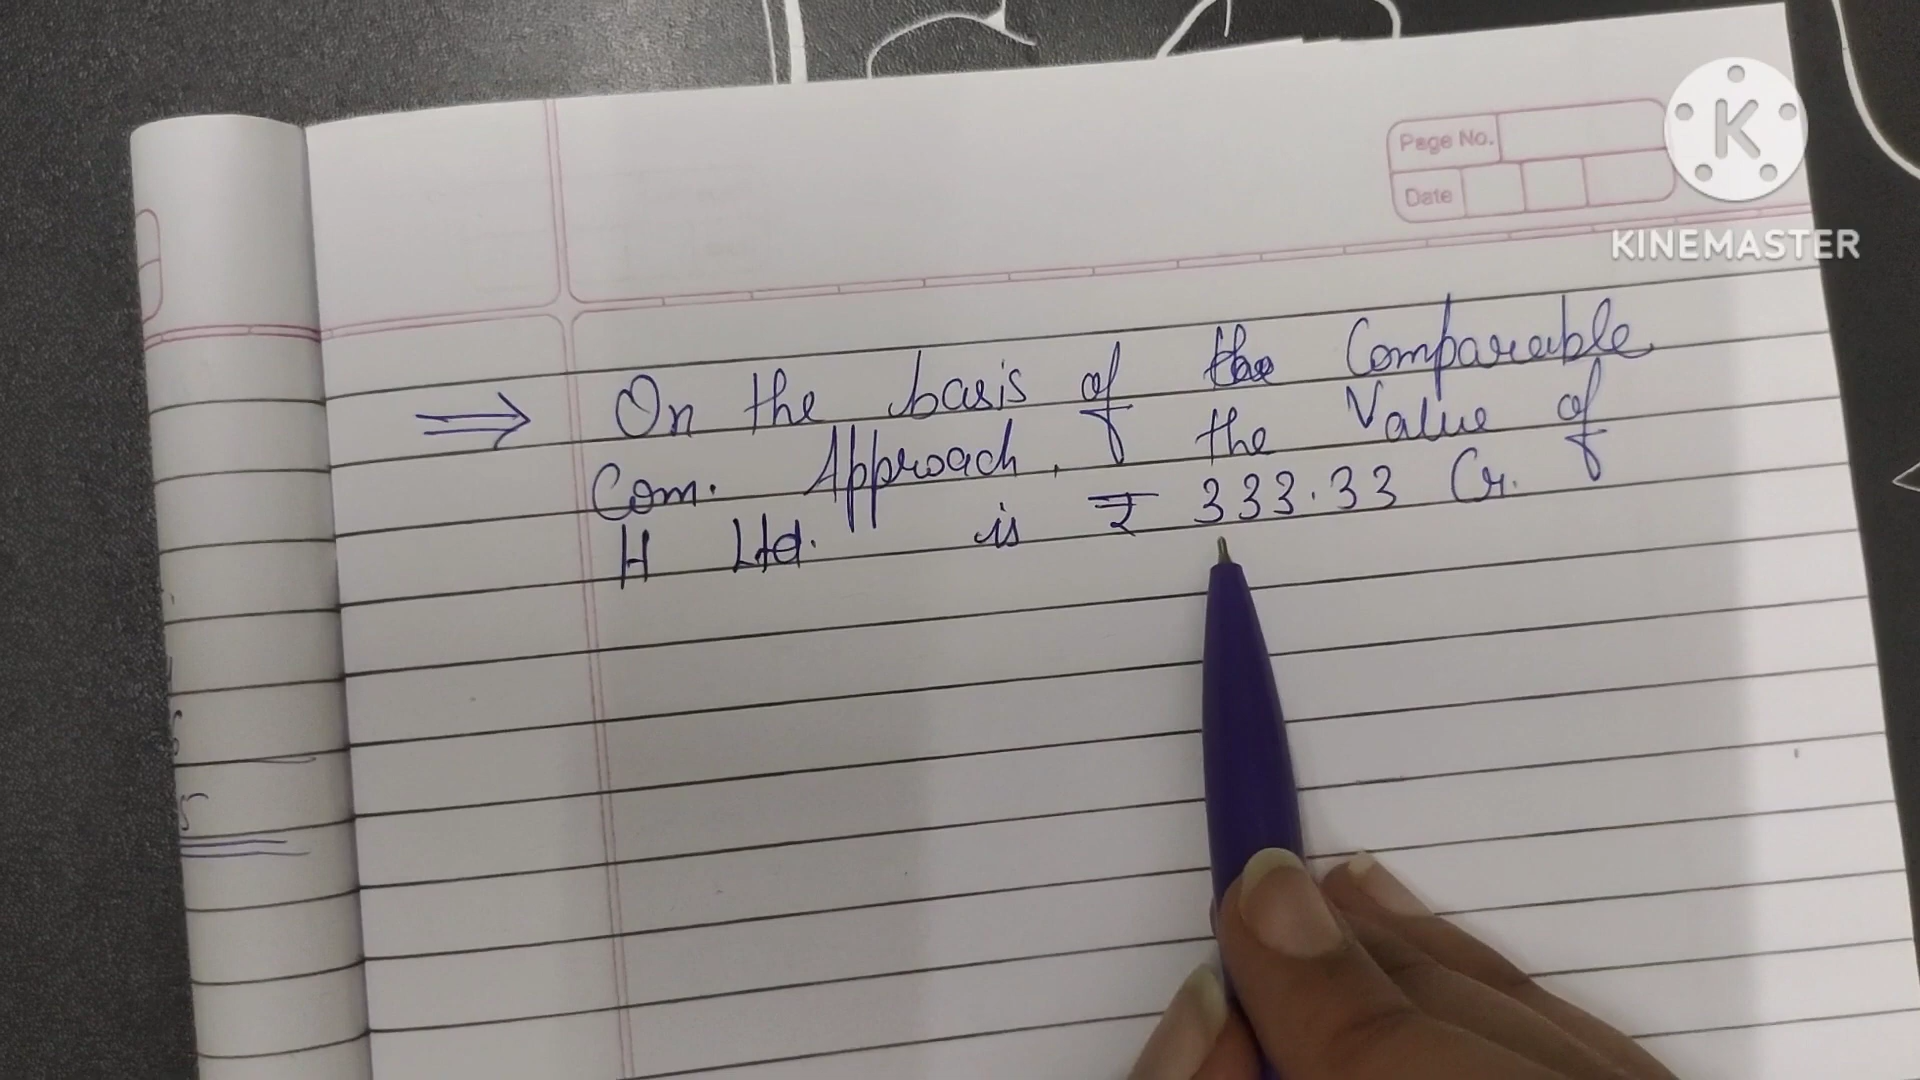 Page No.
Date
K
KINEMASTER
⇒ On the basis of the Comparable
Com. Approach, the Value of
H Ltd. is ₹ 333.33 Cr.
5